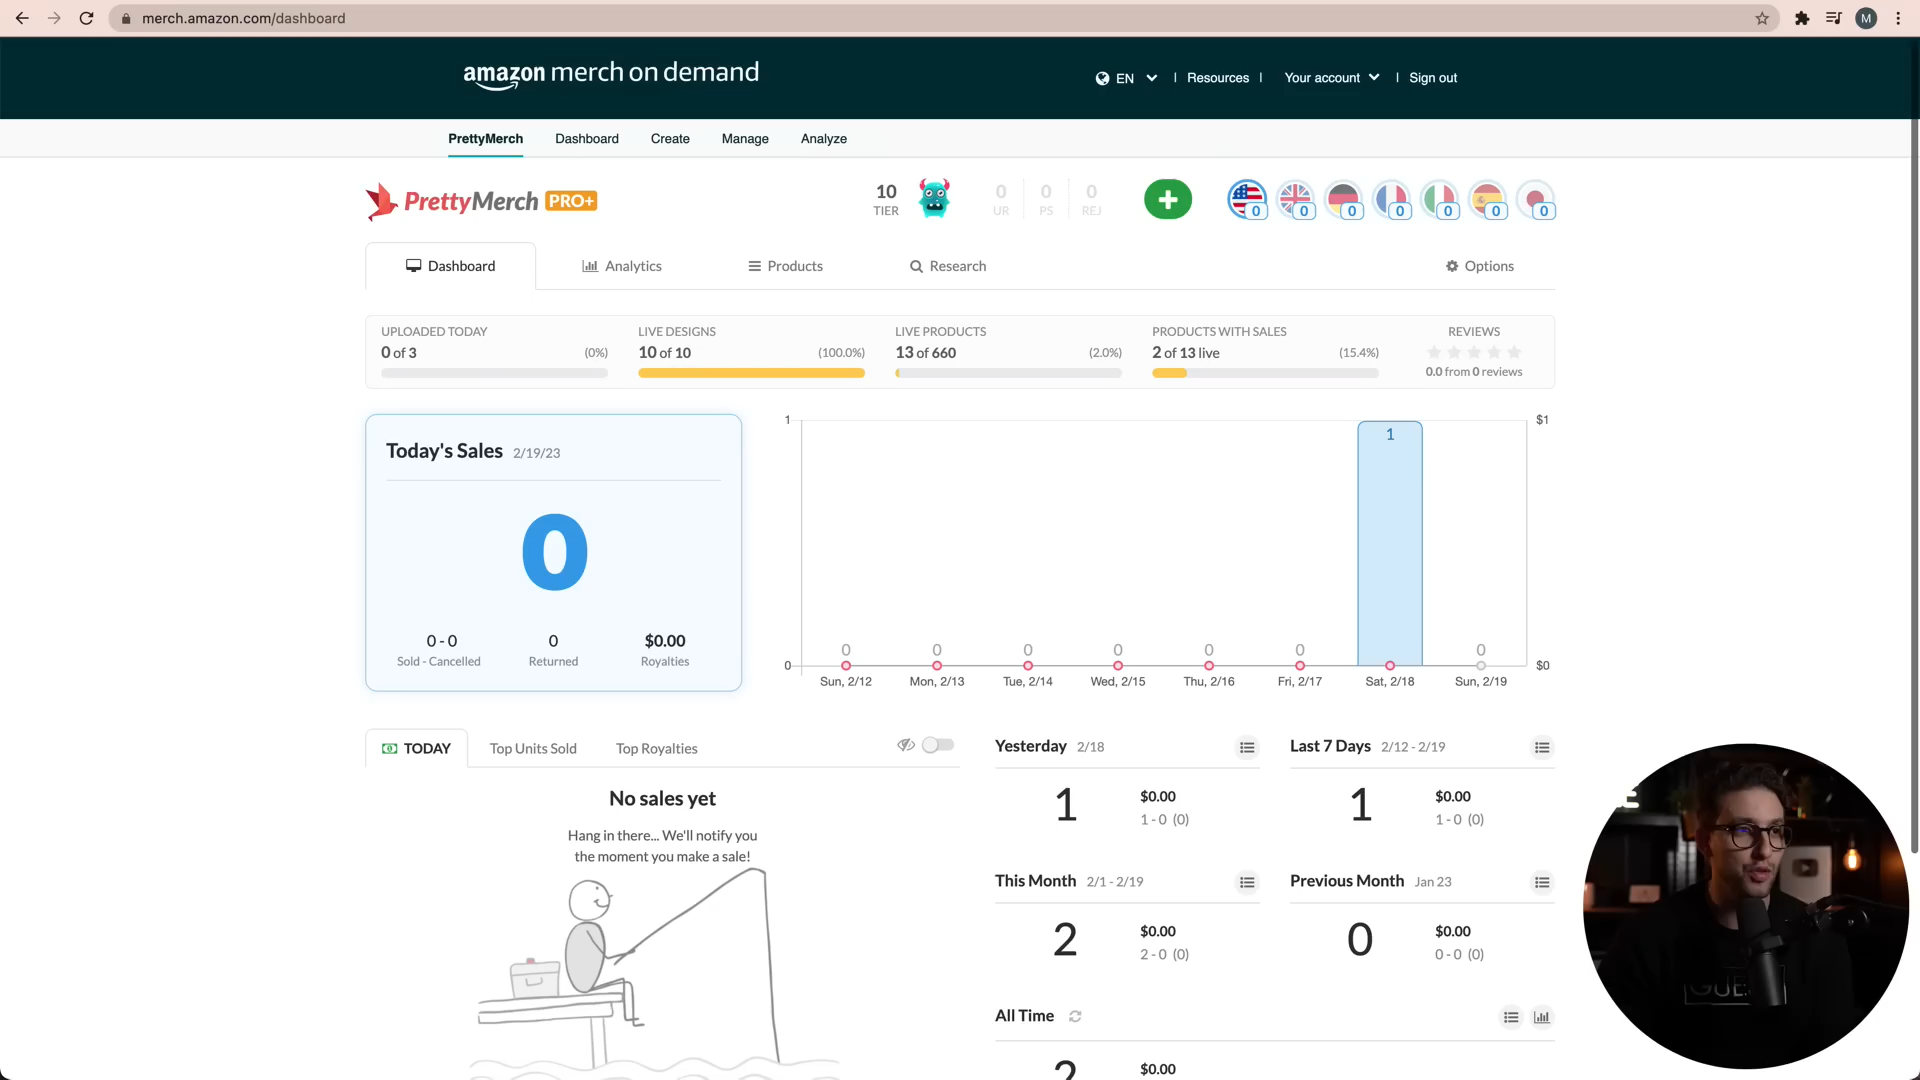 merch.amazon.com/dashboard
M
amazon merch on demand
EN
Resources
Your account
Sign out
PrettyMerch
Dashboard
Create
Manage
Analyze
PrettyMerch PRO+
10
TIER
0
UR
0
PS
0
REJ
0
0
0
0
0
0
0
Dashboard
Analytics
Products
Research
Options
UPLOADED TODAY
0 of 3 (0%)
LIVE DESIGNS
10 of 10 (100.0%)
LIVE PRODUCTS
13 of 660 (2.0%)
PRODUCTS WITH SALES
2 of 13 live (15.4%)
REVIEWS
0.0 from 0 reviews
Today's Sales 2/19/23
0
0 - 0
Sold - Cancelled
0
Returned
$0.00
Royalties
1
$1
1
0 0 0 0 0 0 0
0
$0
Sun, 2/12 Mon, 2/13 Tue, 2/14 Wed, 2/15 Thu, 2/16 Fri, 2/17 Sat, 2/18 Sun, 2/19
TODAY
Top Units Sold
Top Royalties
No sales yet
Hang in there... We'll notify you
the moment you make a sale!
Yesterday 2/18
1
$0.00
1 - 0 (0)
Last 7 Days 2/12 - 2/19
1
$0.00
1 - 0 (0)
This Month 2/1 - 2/19
2
$0.00
2 - 0 (0)
Previous Month Jan 23
0
$0.00
0 - 0 (0)
All Time
2
$0.00